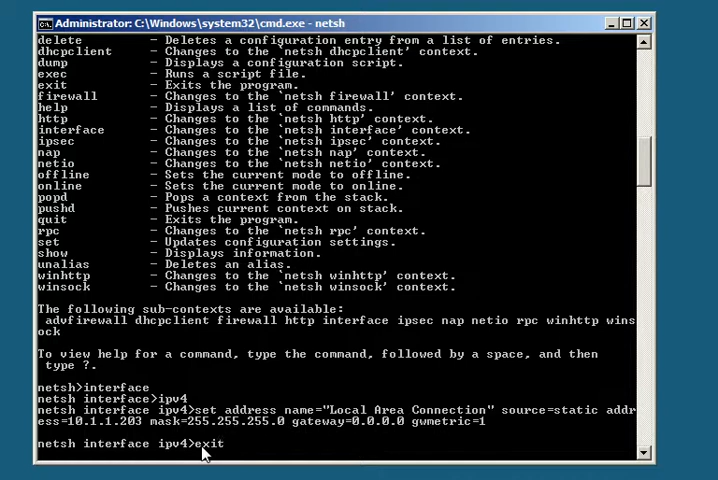 Administrator: C:\Windows\system32\cmd.exe - netsh
delete - Deletes a configuration entry from a list of entries.
dhcpclient - Changes to the `netsh dhcpclient' context.
dump - Displays a configuration script.
exec - Runs a script file.
exit - Exits the program.
firewall - Changes to the `netsh firewall' context.
help - Displays a list of commands.
http - Changes to the `netsh http' context.
interface - Changes to the `netsh interface' context.
ipsec - Changes to the `netsh ipsec' context.
nap - Changes to the `netsh nap' context.
netio - Changes to the `netsh netio' context.
offline - Sets the current mode to offline.
online - Sets the current mode to online.
popd - Pops a context from the stack.
pushd - Pushes current context on stack.
quit - Exits the program.
rpc - Changes to the `netsh rpc' context.
set - Updates configuration settings.
show - Displays information.
unalias - Deletes an alias.
winhttp - Changes to the `netsh winhttp' context.
winsock - Changes to the `netsh winsock' context.
The following sub-contexts are available:
advfirewall dhcpclient firewall http interface ipsec nap netio rpc winhttp wins
ock
To view help for a command, type the command, followed by a space, and then
type ?.
netsh>interface
netsh interface>ipv4
netsh interface ipv4>set address name="Local Area Connection" source=static addr
ess=10.1.1.203 mask=255.255.255.0 gateway=0.0.0.0 gwmetric=1
netsh interface ipv4>exit